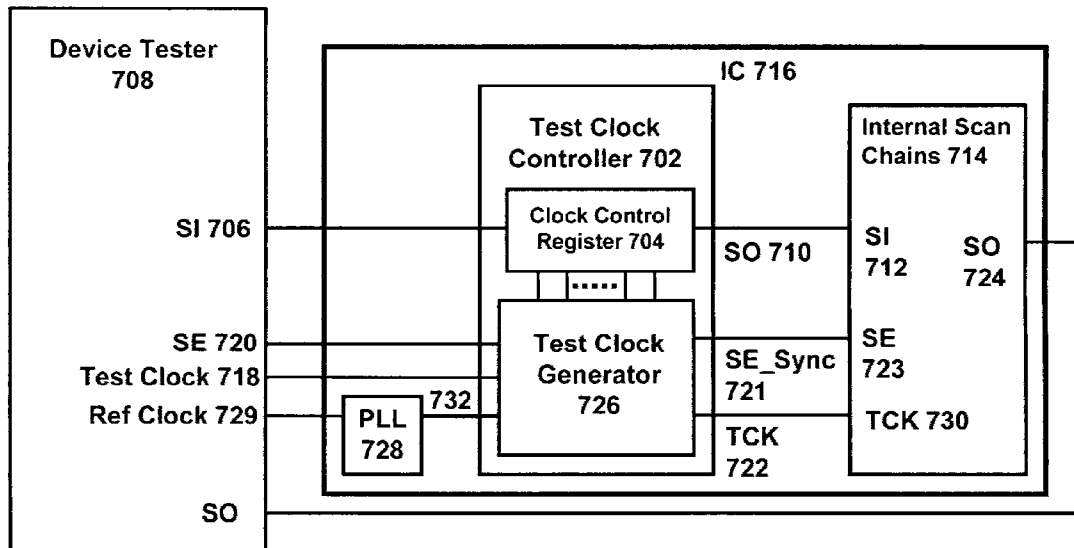 Device Tester
708
IC 716
Test Clock
Controller 702
Internal Scan
Chains 714
SI 706
Clock Control
Register 704
SO 710
SI
712
SO
724
SE 720
Test Clock 718
Ref Clock 729
732
PLL
728
Test Clock
Generator
726
SE_Sync
721
SE
723
TCK
722
TCK 730
SO